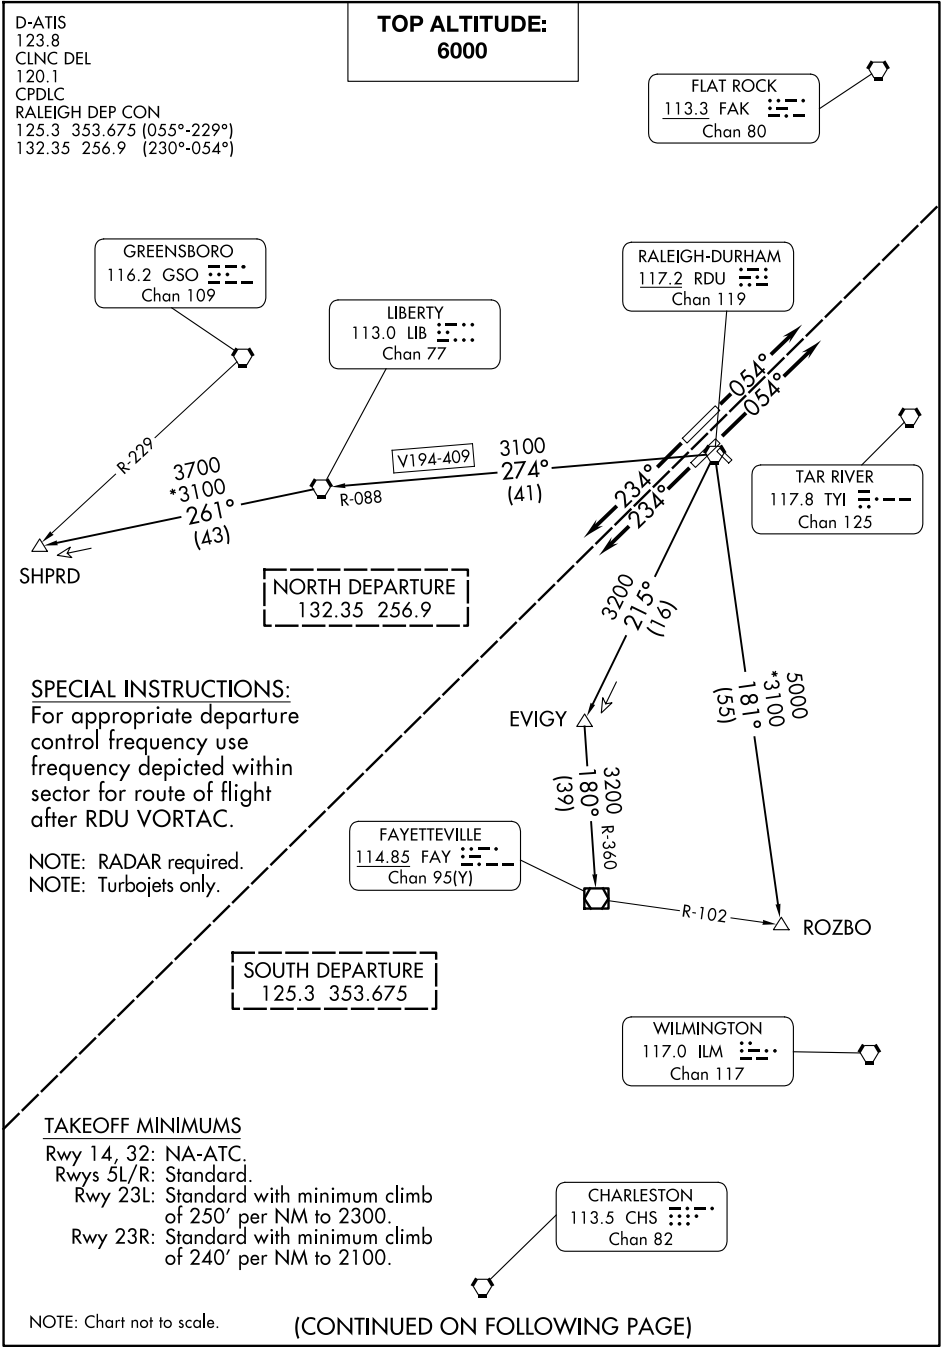 D-ATIS
123.8
CLNC DEL
120.1
CPDLC
RALEIGH DEP CON
125.3 353.675 (055°-229°)
132.35 256.9 (230°-054°)
TOP ALTITUDE:
6000
FLAT ROCK
113.3 FAK
Chan 80
GREENSBORO
116.2 GSO
Chan 109
RALEIGH-DURHAM
117.2 RDU
Chan 119
LIBERTY
113.0 LIB
Chan 77
054°
054°
R-229
3700
*3100
261°
(43)
R-088
V194-409
3100
274°
(41)
234°
234°
TAR RIVER
117.8 TYI
Chan 125
SHPRD
NORTH DEPARTURE
132.35 256.9
3200
215°
(16)
5000
*3100
181°
(55)
SPECIAL INSTRUCTIONS:
For appropriate departure
control frequency use
frequency depicted within
sector for route of flight
after RDU VORTAC.
NOTE: RADAR required.
NOTE: Turbojets only.
EVIGY
3200
180°
(39)
R-360
FAYETTEVILLE
114.85 FAY
Chan 95(Y)
R-102
ROZBO
SOUTH DEPARTURE
125.3 353.675
WILMINGTON
117.0 ILM
Chan 117
TAKEOFF MINIMUMS
Rwy 14, 32: NA-ATC.
Rwys 5L/R: Standard.
Rwy 23L: Standard with minimum climb
of 250' per NM to 2300.
Rwy 23R: Standard with minimum climb
of 240' per NM to 2100.
CHARLESTON
113.5 CHS
Chan 82
NOTE: Chart not to scale.
(CONTINUED ON FOLLOWING PAGE)